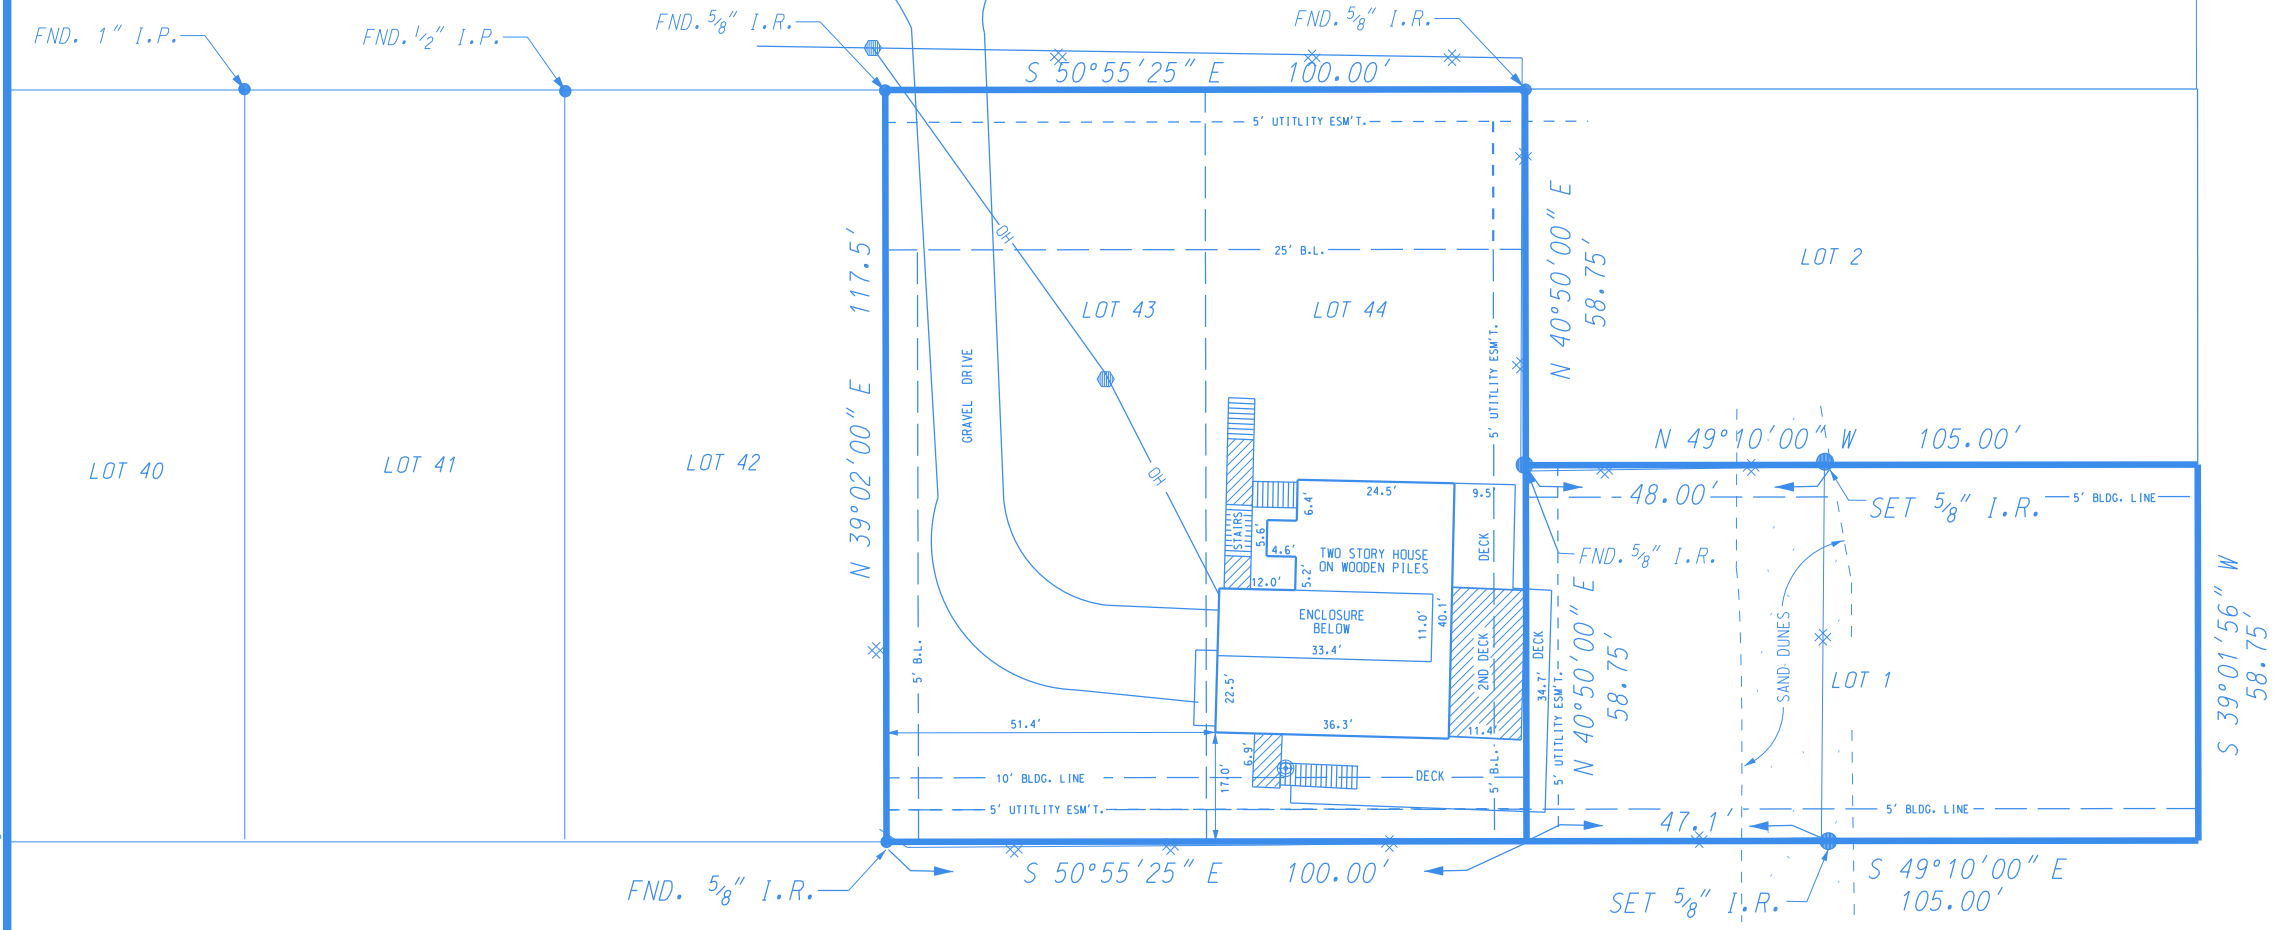 FND. 1" I.P.
FND. 1/2" I.P.
FND. 5/8" I.R.
FND. 5/8" I.R.
S 50°55'25" E 100.00'
5' UTITLITY ESM'T.
25' B.L.
OH
LOT 43
LOT 44
LOT 2
N 40°50'00" E
58.75'
117.5'
N 39°02'00" E
GRAVEL DRIVE
5' UTITLITY ESM'T.
LOT 40
LOT 41
LOT 42
OH
N 49°10'00" W 105.00'
48.00'
SET 5/8" I.R.
5' BLDG. LINE
FND. 5/8" I.R.
STAIRS
24.5'
9.5'
6.4'
5.6'
4.6'
5.2'
12.0'
TWO STORY HOUSE
ON WOODEN PILES
DECK
ENCLOSURE
BELOW
11.0'
40.1'
33.4'
2ND DECK
DECK
34.7'
22.5'
36.3'
11.4'
51.4'
5' B.L.
6.9'
17.0'
10' BLDG. LINE
DECK
5' B.L.
5' UTITLITY ESM'T.
5' UTITLITY ESM'T.
N 40°50'00" E
58.75'
SAND DUNES
LOT 1
S 39°01'56" W
58.75'
5' BLDG. LINE
47.1'
S 50°55'25" E 100.00'
FND. 5/8" I.R.
SET 5/8" I.R.
S 49°10'00" E
105.00'